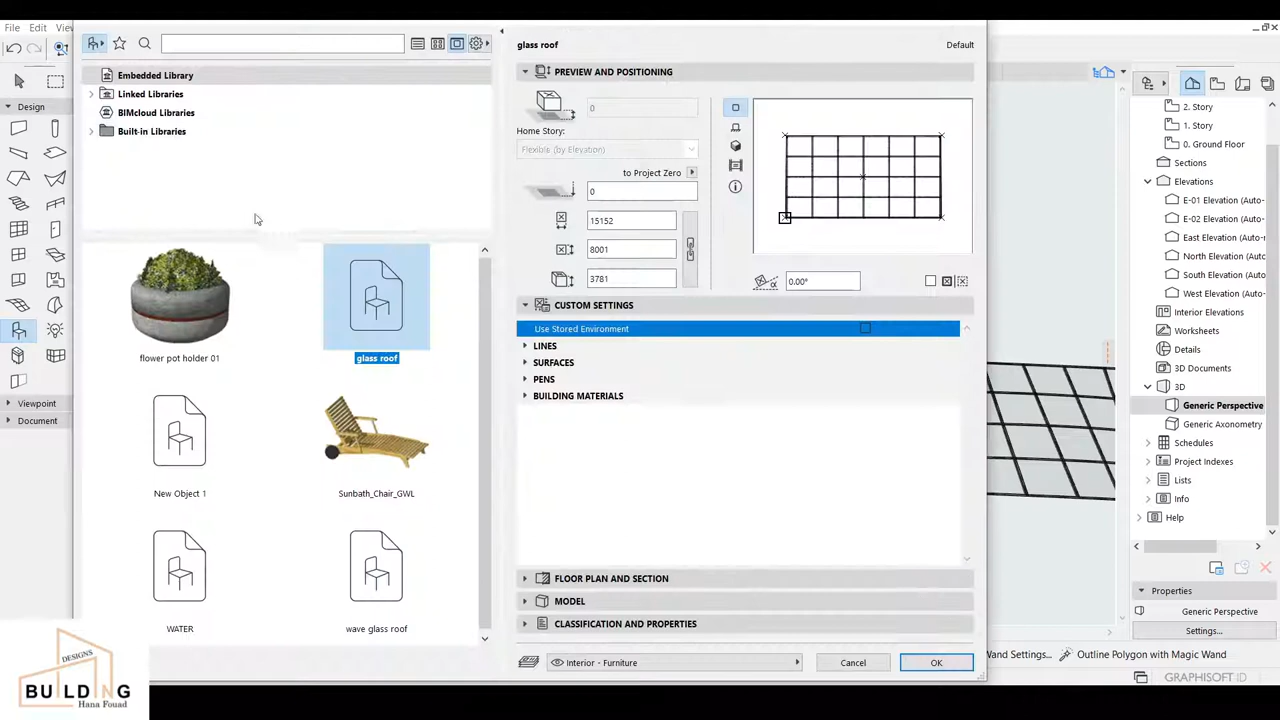 File Edit Vie
Design
Viewpoint
Document
Embedded Library
Linked Libraries
BIMcloud Libraries
Built-in Libraries
flower pot holder 01
glass roof
New Object 1
Sunbath_Chair_GWL
WATER
wave glass roof
glass roof
Default
PREVIEW AND POSITIONING
0
Home Story:
Flexible (by Elevation)
to Project Zero
0
15152
8001
3781
0.00°
CUSTOM SETTINGS
Use Stored Environment
LINES
SURFACES
PENS
BUILDING MATERIALS
FLOOR PLAN AND SECTION
MODEL
CLASSIFICATION AND PROPERTIES
Interior - Furniture
Cancel
OK
2. Story
1. Story
0. Ground Floor
Sections
Elevations
E-01 Elevation (Auto-
E-02 Elevation (Auto-
East Elevation (Auto-
North Elevation (Auto-
South Elevation (Auto-
West Elevation (Auto-
Interior Elevations
Worksheets
Details
3D Documents
3D
Generic Perspective
Generic Axonometry
Schedules
Project Indexes
Lists
Info
Help
Properties
Generic Perspective
Settings...
Wand Settings...
Outline Polygon with Magic Wand
GRAPHISOFT ID
DESIGNS
BUILDING
Hana Fouad